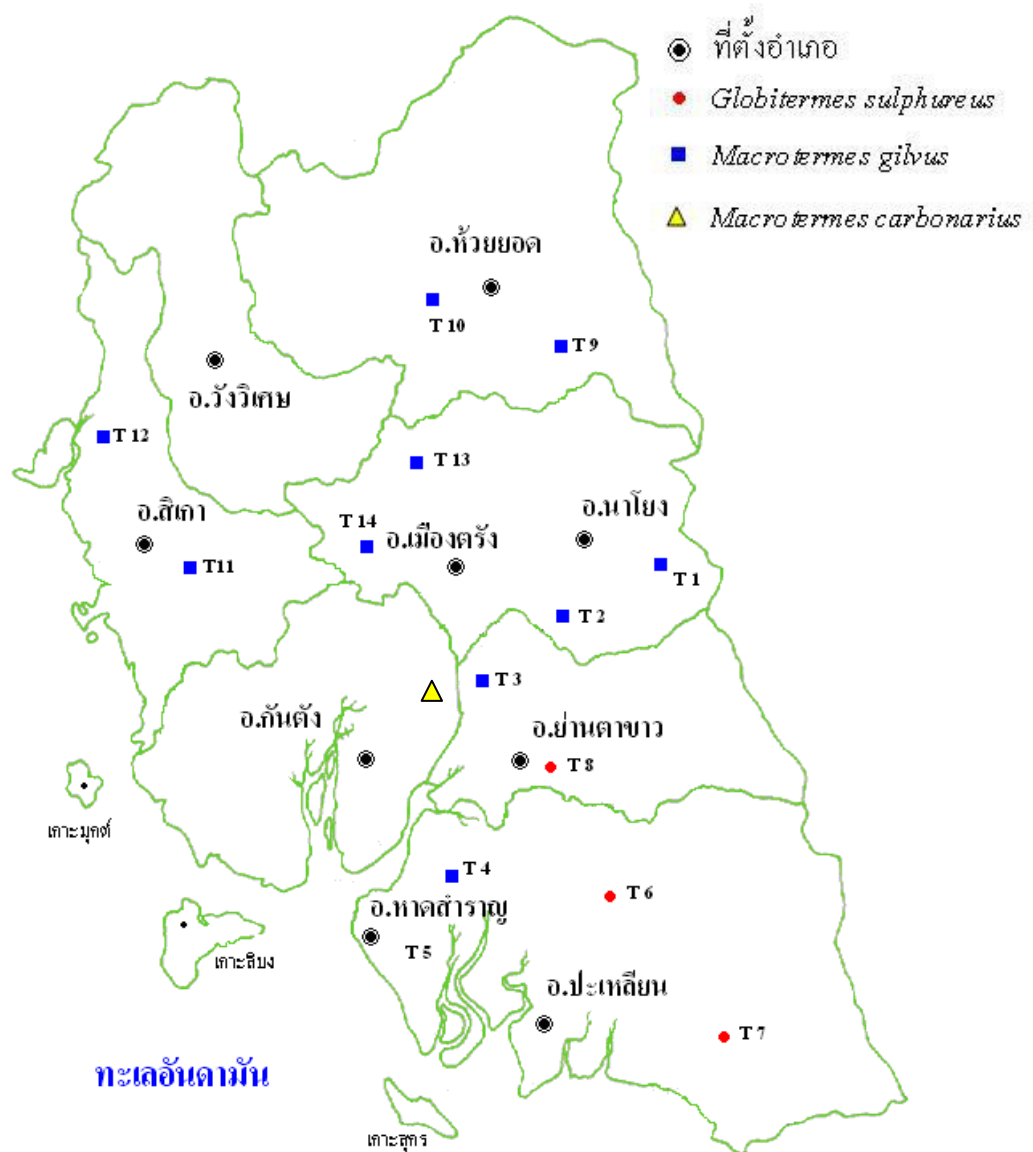 ที่ตั้งอำเภอ
Globitermes sulphureus
Macrotermes gilvus
Macrotermes carbonarius
อ.ห้วยยอด
T 10
T 9
อ.วังวิเศษ
T 12
T 13
อ.สิเกา
T 14
อ.เมืองตรัง
อ.นาโยง
T11
T 1
T 2
T 3
อ.กันตัง
อ.ย่านตาขาว
T 8
เกาะมุกต์
T 4
T 6
อ.หาดสำราญ
T 5
เกาะลิบง
อ.ปะเหลียน
T 7
ทะเลอันดามัน
เกาะสุกร